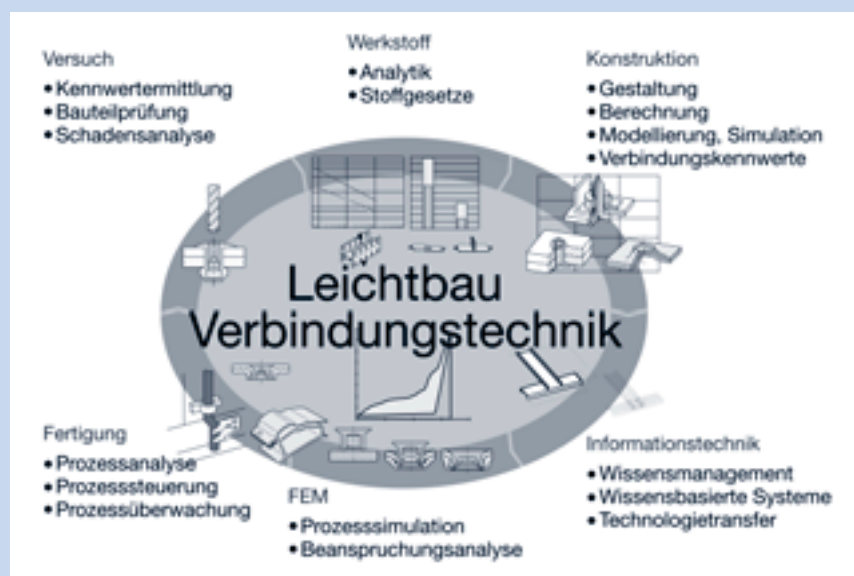 Versuch
• Kennwertermittlung
• Bauteilprüfung
• Schadensanalyse
Werkstoff
• Analytik
• Stoffgesetze
Konstruktion
• Gestaltung
• Berechnung
• Modellierung, Simulation
• Verbindungskennwerte
Leichtbau
Verbindungstechnik
Fertigung
• Prozessanalyse
• Prozesssteuerung
• Prozessüberwachung
FEM
• Prozesssimulation
• Beanspruchungsanalyse
Informationstechnik
• Wissensmanagement
• Wissensbasierte Systeme
• Technologietransfer